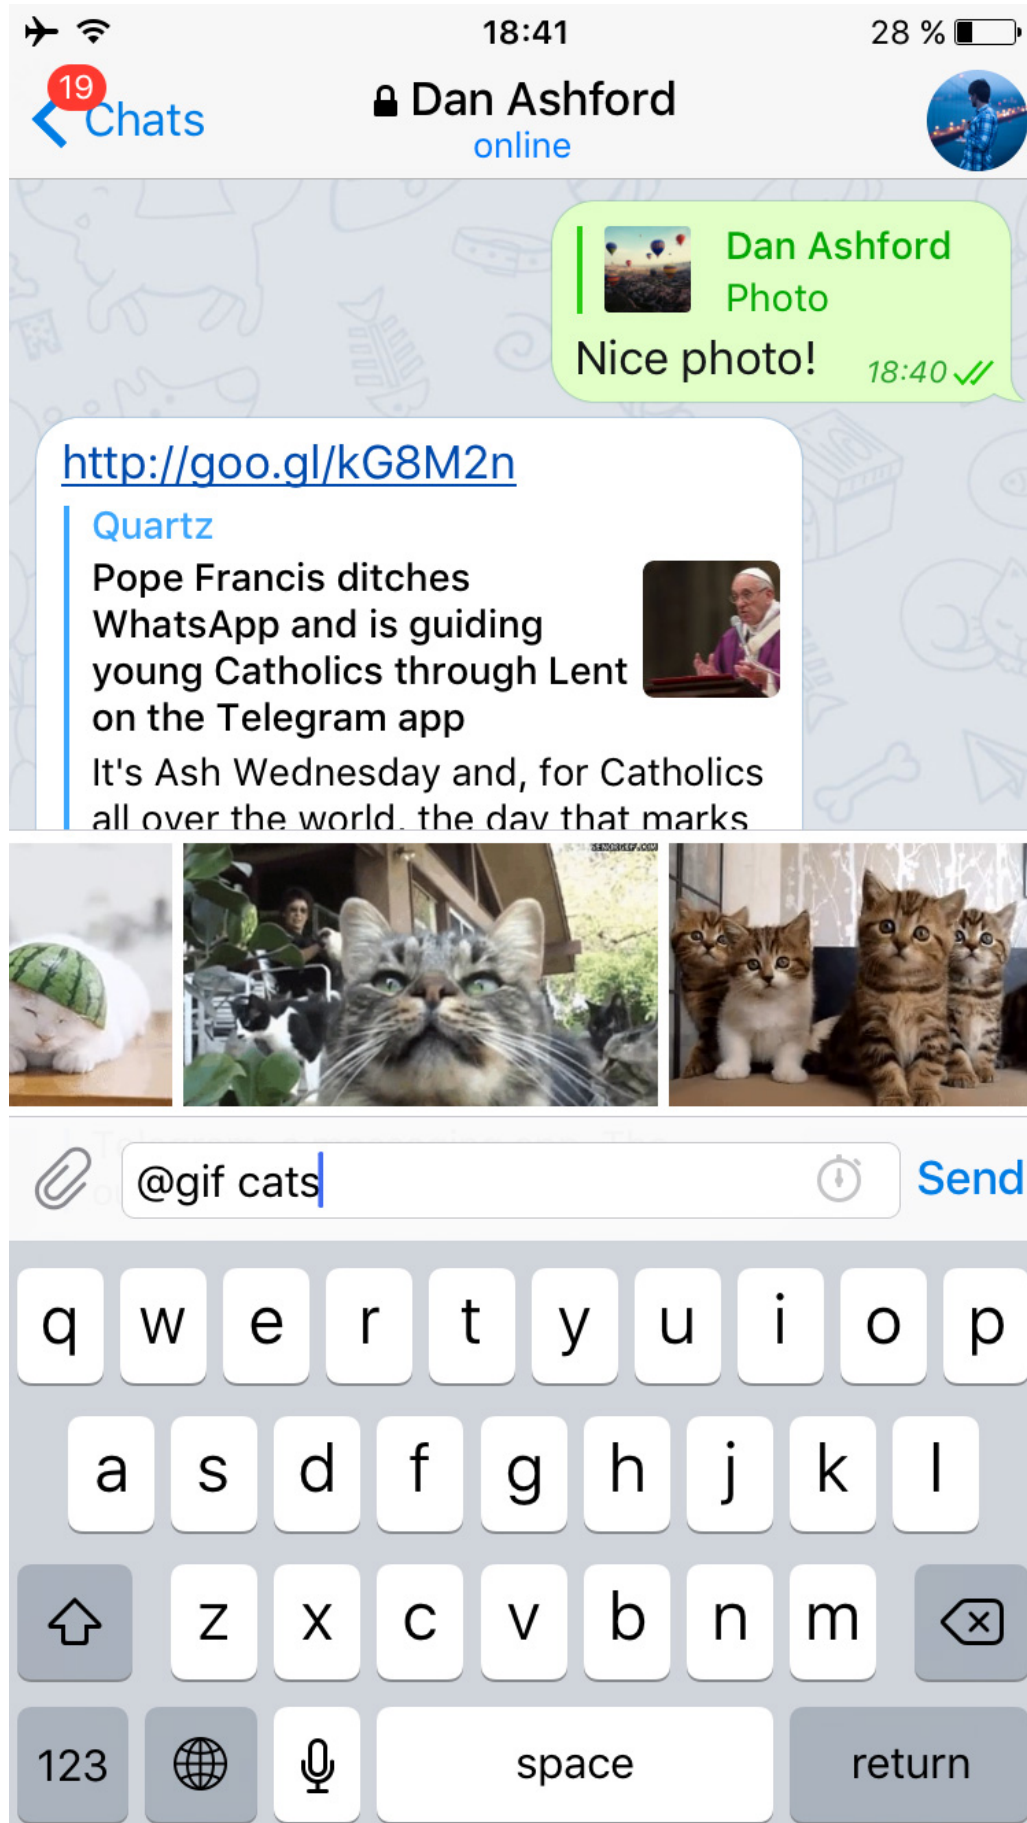 18:41
28 %
19
Chats
Dan Ashford
online
Dan Ashford
Photo
Nice photo!
18:40
http://goo.gl/kG8M2n
Quartz
Pope Francis ditches
WhatsApp and is guiding
young Catholics through Lent
on the Telegram app
It's Ash Wednesday and, for Catholics
all over the world, the day that marks
@gif cats
Send
q w e r t y u i o p
a s d f g h j k l
z x c v b n m
123
space
return